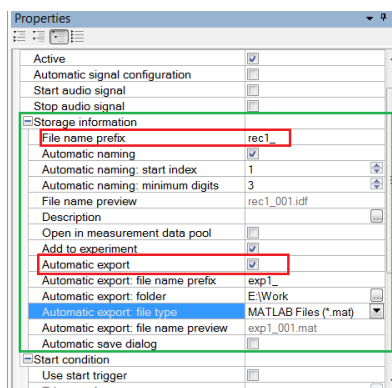 Properties
Active
Automatic signal configuration
Start audio signal
Stop audio signal
Storage information
File name prefix rec1_
Automatic naming
Automatic naming: start index 1
Automatic naming: minimum digits 3
File name preview rec1_001.idf
Description ...
Open in measurement data pool
Add to experiment
Automatic export
Automatic export: file name prefix exp1_
Automatic export: folder E:\Work ...
Automatic export: file type MATLAB Files (*.mat)
Automatic export: file name preview exp1_001.mat
Automatic save dialog
Start condition
Use start trigger